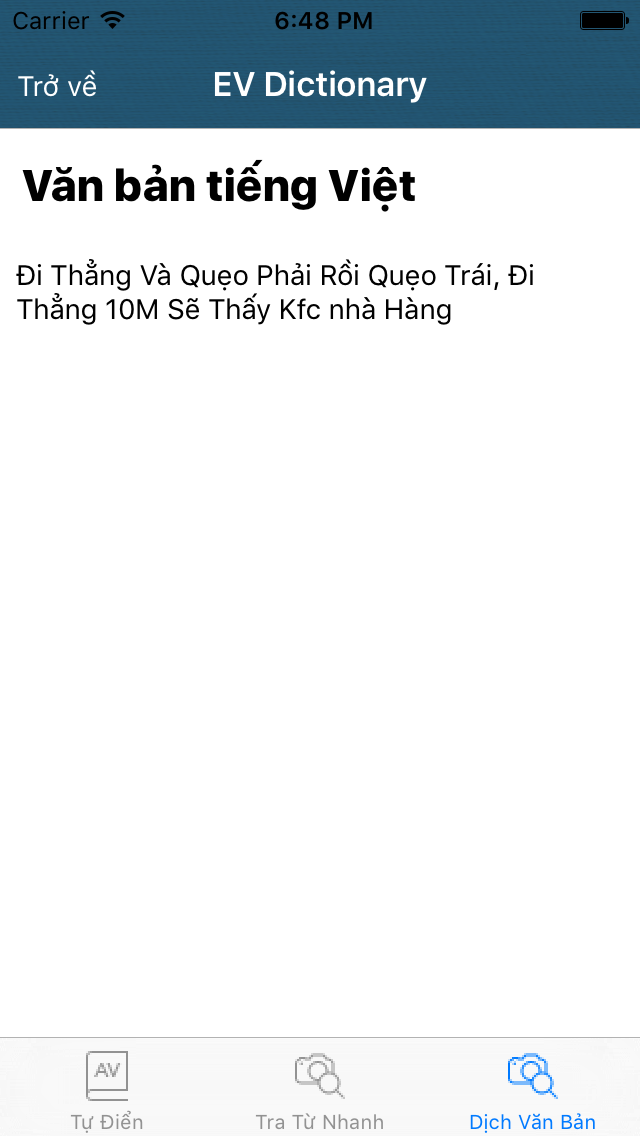 Carrier 6:48 PM
Trở về EV Dictionary
Văn bản tiếng Việt
Đi Thẳng Và Quẹo Phải Rồi Quẹo Trái, Đi
Thẳng 10M Sẽ Thấy Kfc nhà Hàng
AV
Tự Điển Tra Từ Nhanh Dịch Văn Bản